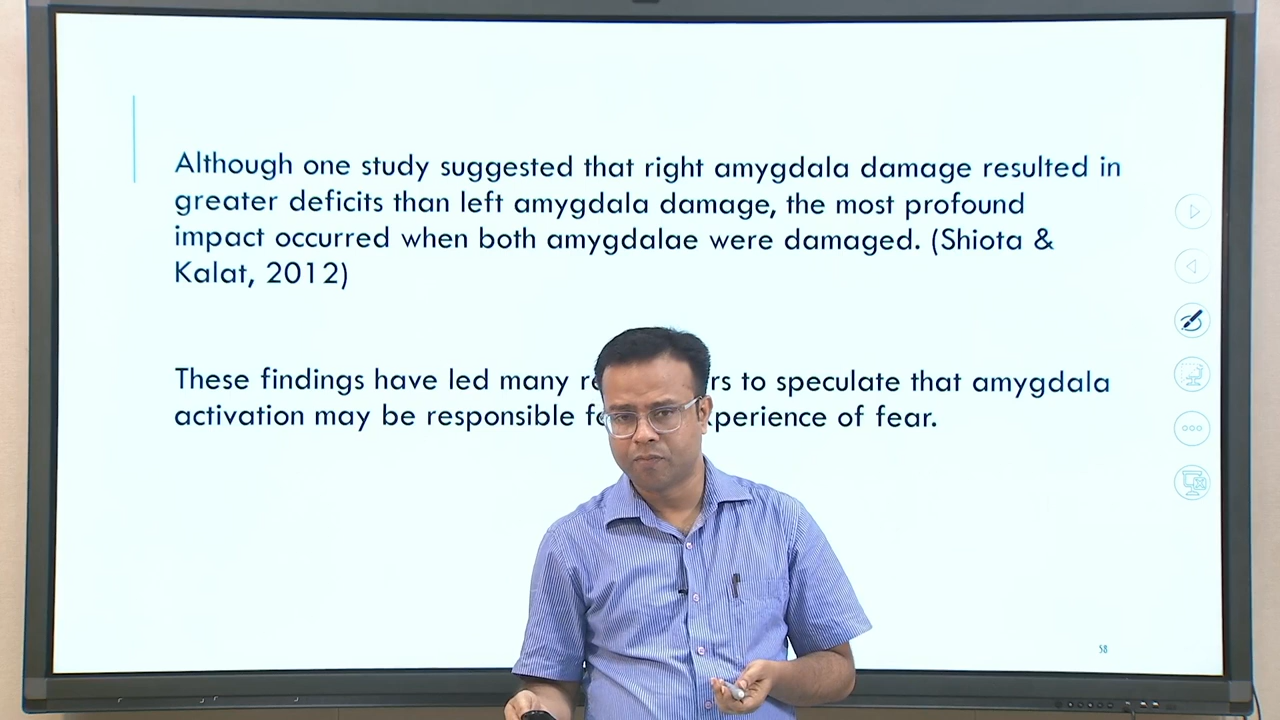 Although one study suggested that right amygdala damage resulted in
greater deficits than left amygdala damage, the most profound
impact occurred when both amygdalae were damaged. (Shiota &
Kalat, 2012)
These findings have led many re rs to speculate that amygdala
activation may be responsible f xperience of fear.
58